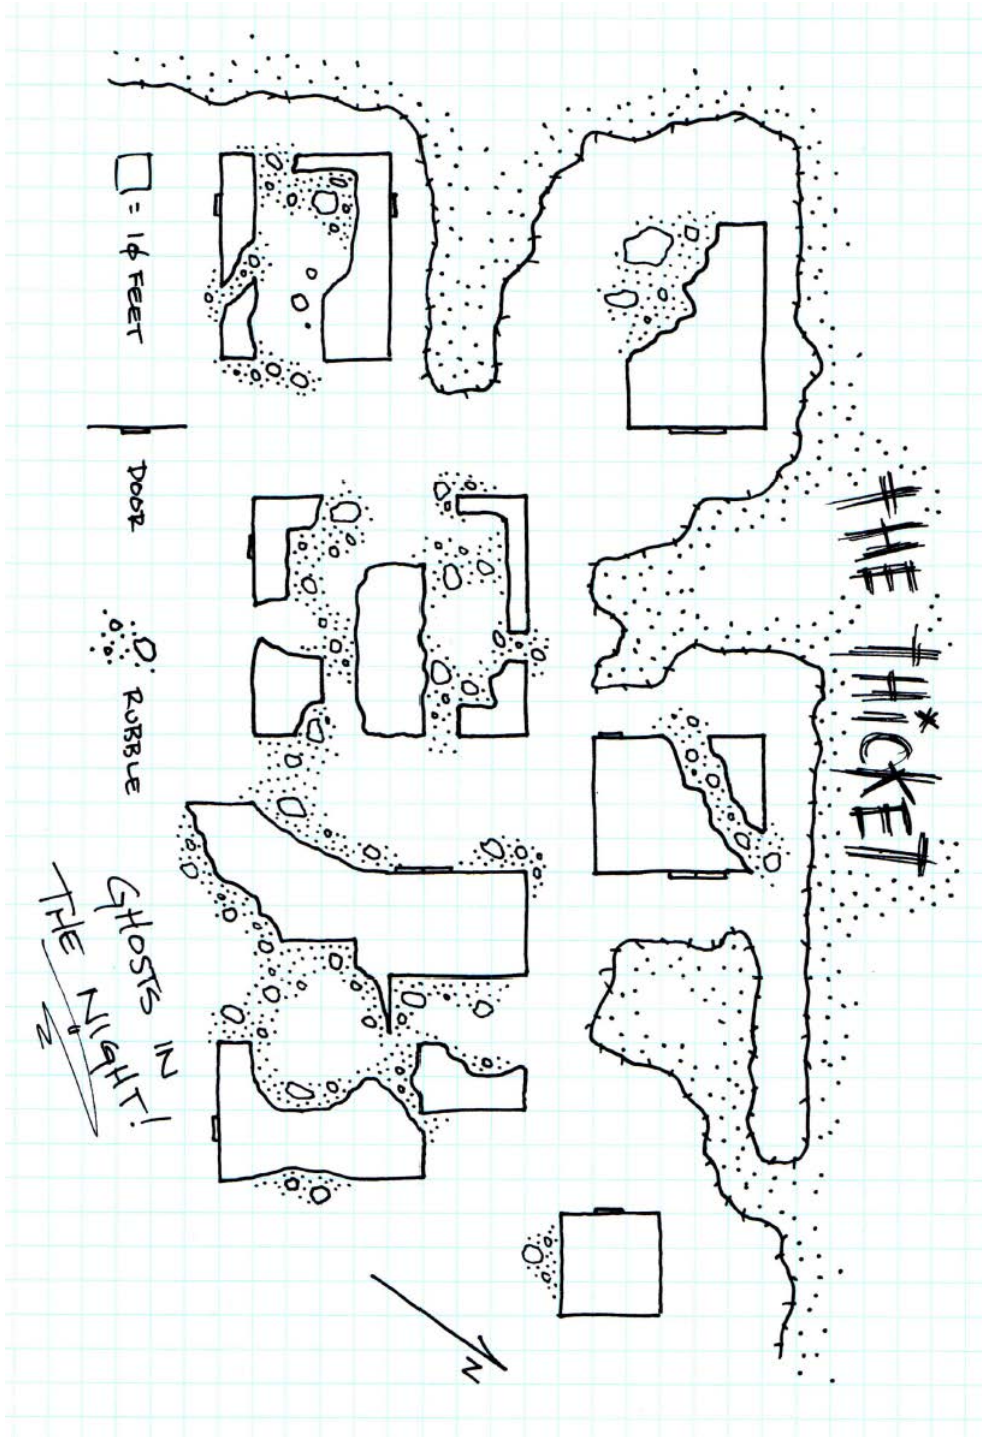 THE THiCKET
= 10 FEET
DOOR
RUBBLE
GHOSTS IN
THE NIGHT!
N